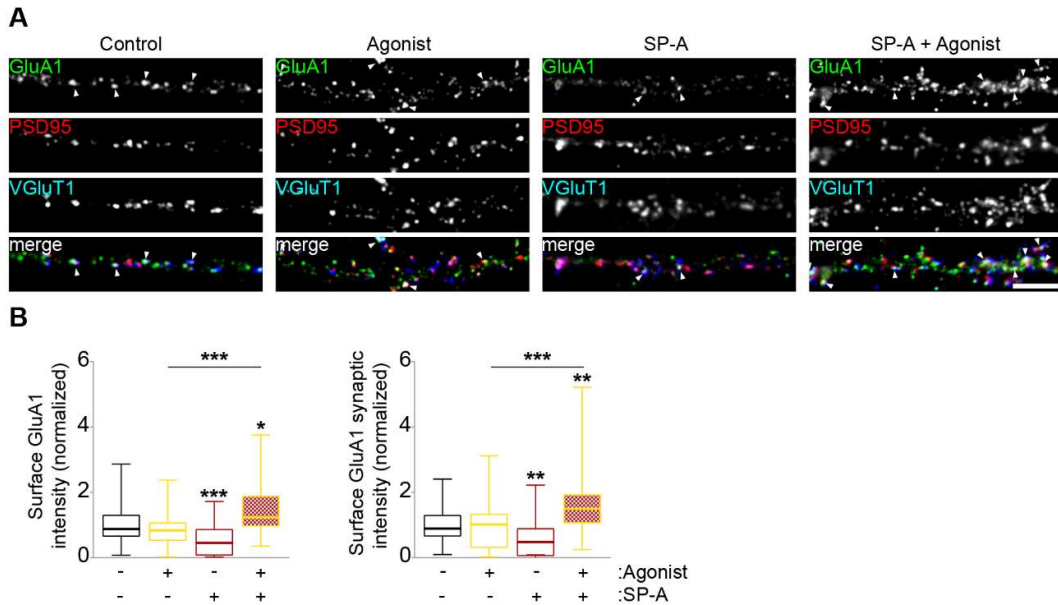 A
Control Agonist SP-A SP-A + Agonist
GluA1 GluA1 GluA1 GluA1
PSD95 PSD95 PSD95 PSD95
VGluT1 VGluT1 VGluT1 VGluT1
merge merge merge merge
B
Surface GluA1
intensity (normalized)
6
4
2
0
***
***
*
Surface GluA1 synaptic
intensity (normalized)
6
4
2
0
***
**
**
- + - + - + - + :Agonist
- - + + - - + + :SP-A